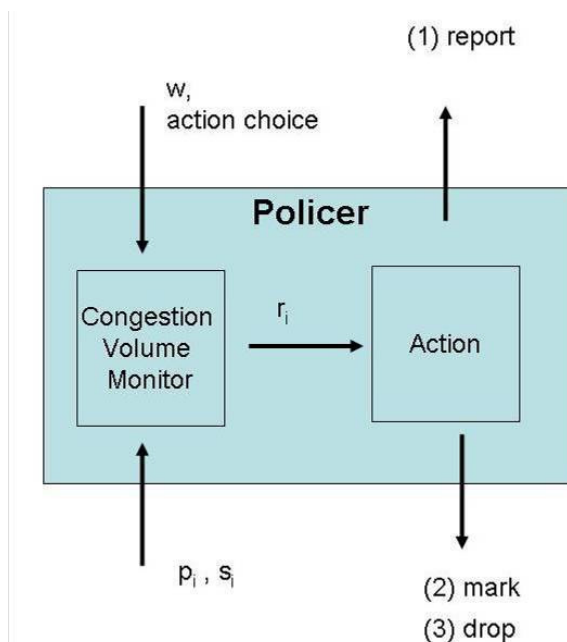 (1) report
w,
action choice
Policer
Congestion
Volume
Monitor
rᵢ
Action
pᵢ , sᵢ
(2) mark
(3) drop